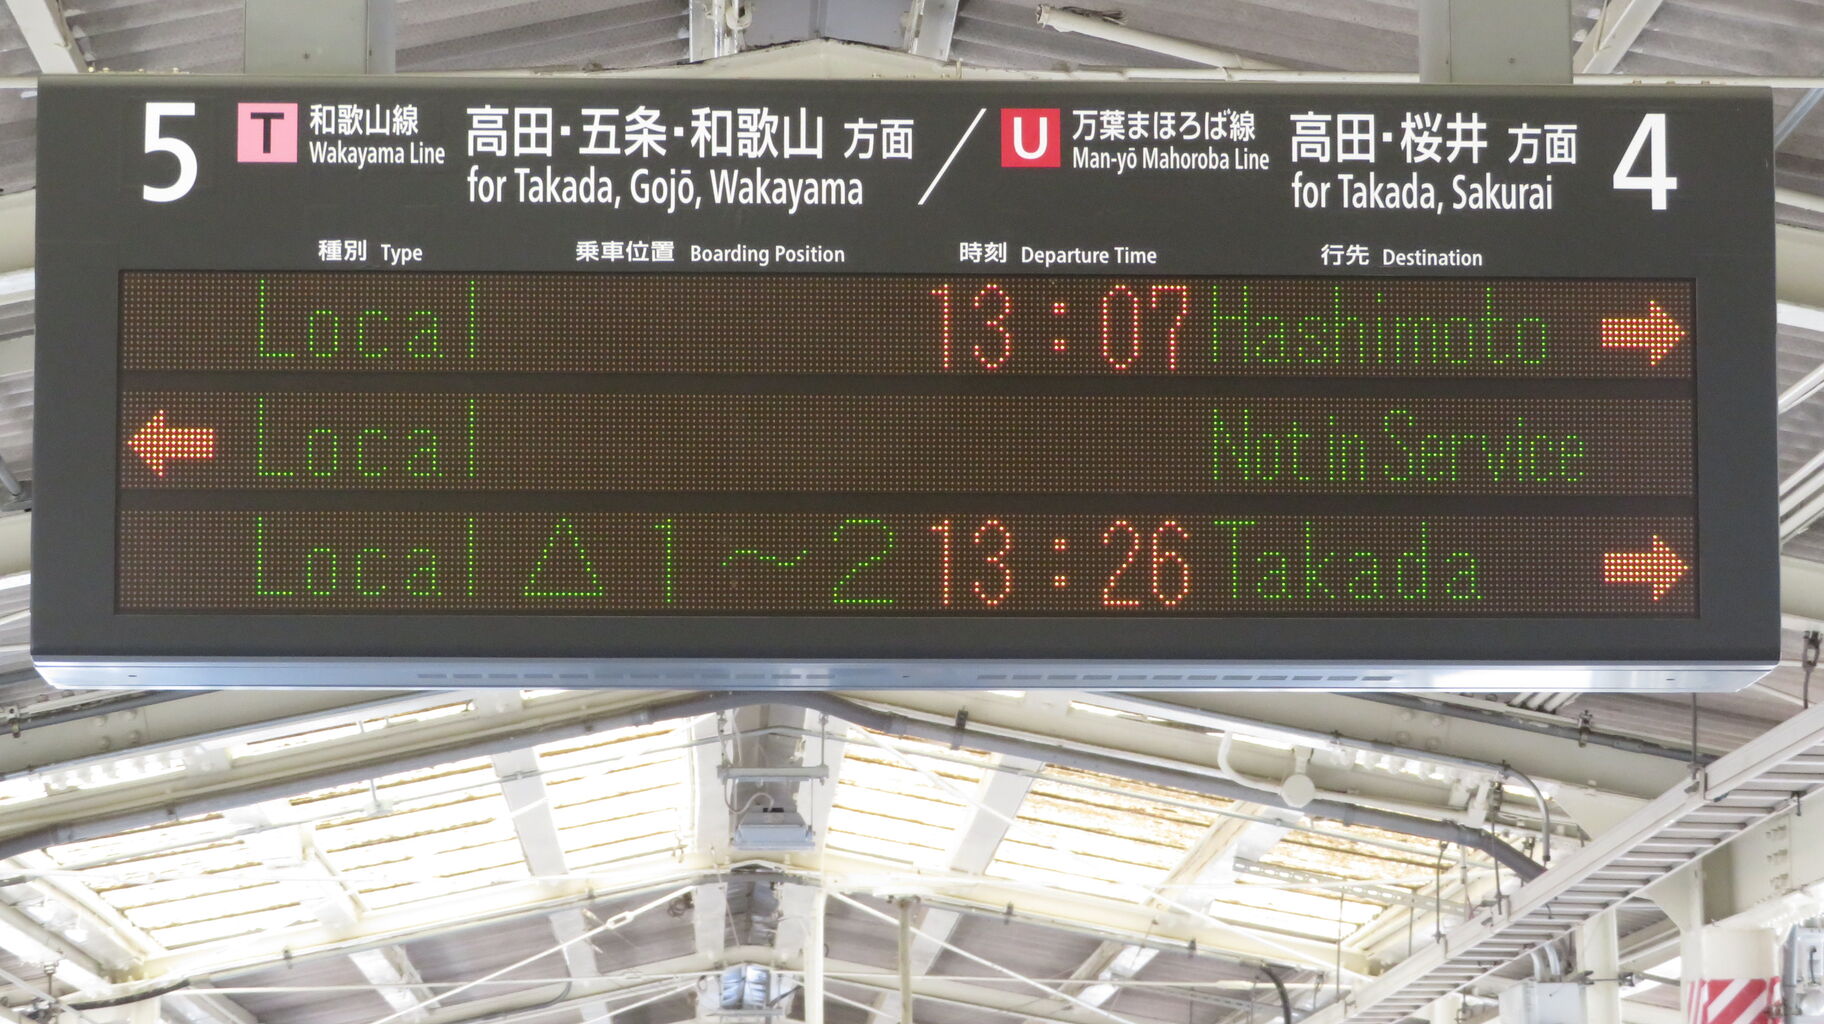 5 T 和歌山線 高田・五条・和歌山 方面 / U 万葉まほろば線 高田・桜井 方面 4
Wakayama Line for Takada, Gojō, Wakayama Man-yō Mahoroba Line for Takada, Sakurai
種別 Type 乗車位置 Boarding Position 時刻 Departure Time 行先 Destination
Local 13:07 Hashimoto →
← Local Not in Service
Local △ 1～2 13:26 Takada →